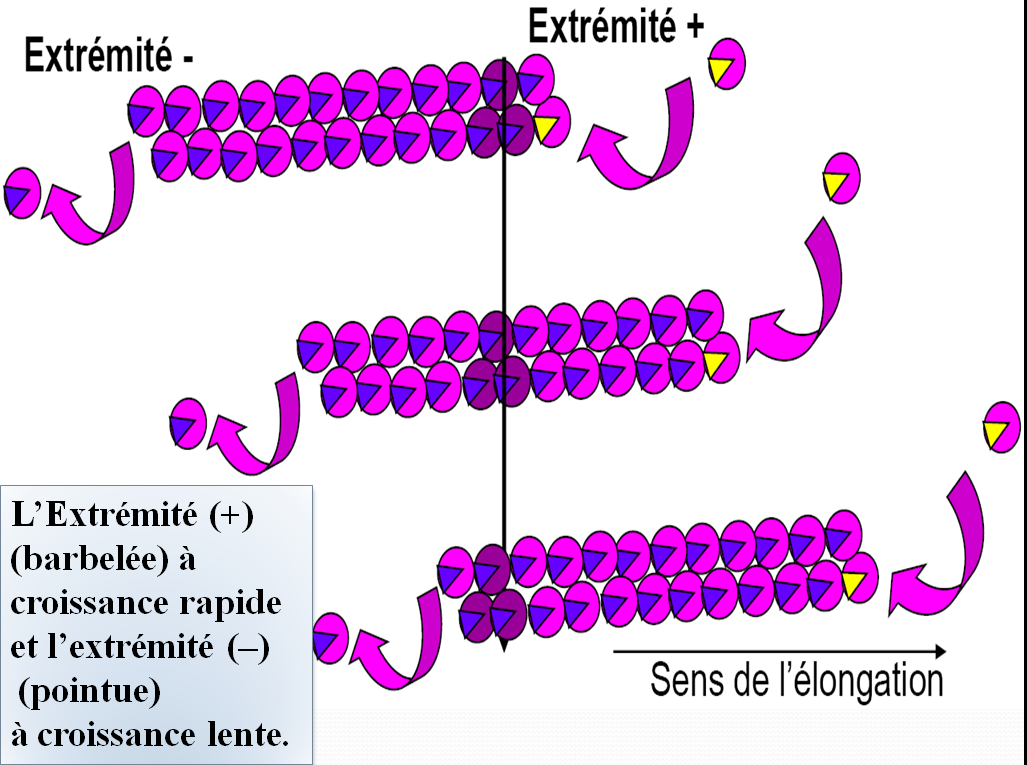 Extrémité -
Extrémité +
L’Extrémité (+)
(barbelée) à
croissance rapide
et l’extrémité (–)
(pointue)
à croissance lente.
Sens de l’élongation